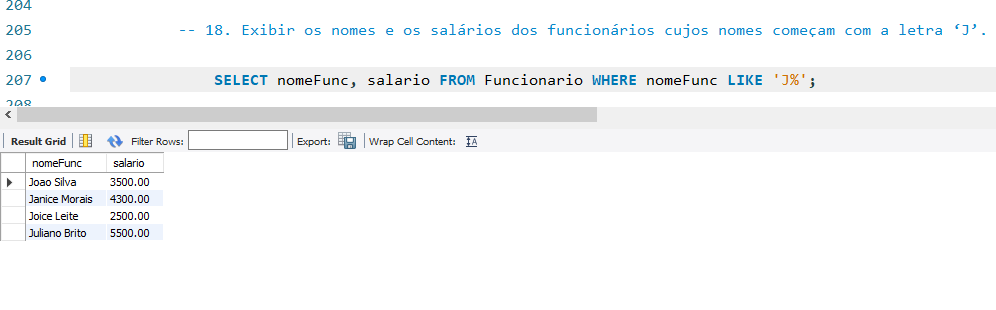 204
205 -- 18. Exibir os nomes e os salários dos funcionários cujos nomes começam com a letra ‘J’.
206
207 SELECT nomeFunc, salario FROM Funcionario WHERE nomeFunc LIKE 'J%';
208
Result Grid Filter Rows: Export: Wrap Cell Content: IA
nomeFunc salario
Joao Silva 3500.00
Janice Morais 4300.00
Joice Leite 2500.00
Juliano Brito 5500.00